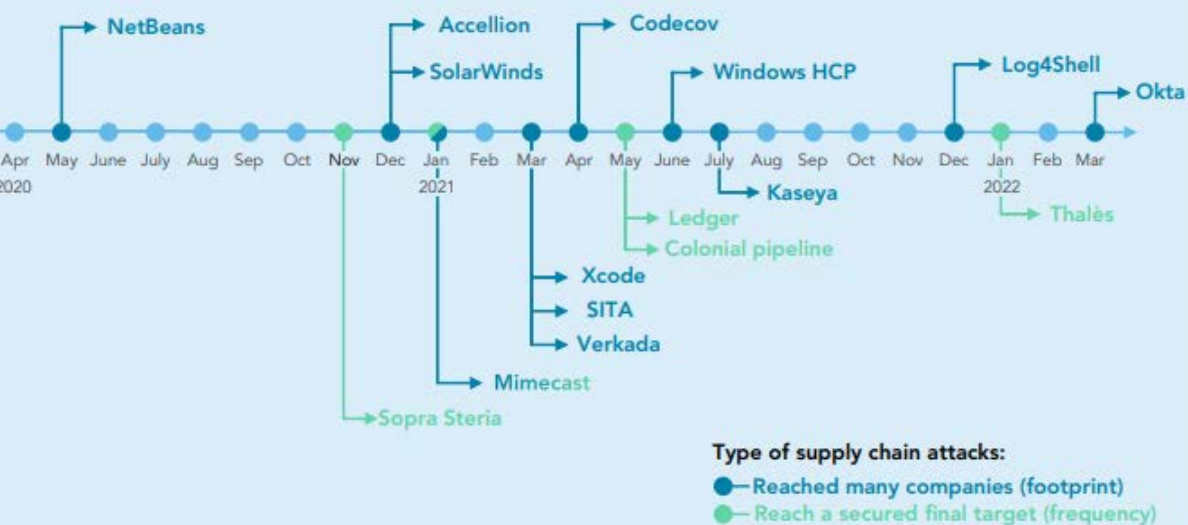 NetBeans
Accellion
Codecov
SolarWinds
Windows HCP
Log4Shell
Okta
Apr May June July Aug Sep Oct Nov Dec Jan Feb Mar Apr May June July Aug Sep Oct Nov Dec Jan Feb Mar
2020 2021 2022
Kaseya
Ledger
Thalès
Colonial pipeline
Xcode
SITA
Verkada
Mimecast
Sopra Steria
Type of supply chain attacks:
Reached many companies (footprint)
Reach a secured final target (frequency)